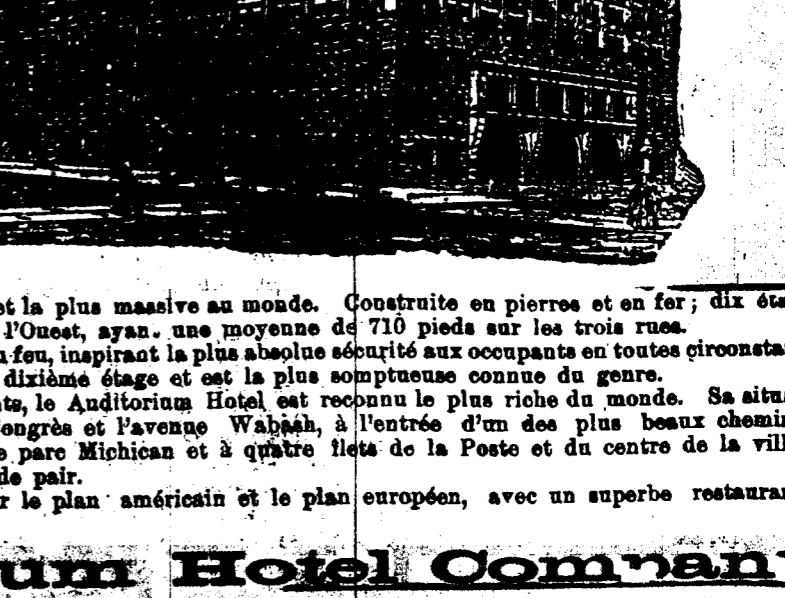 et la plus massive au monde. Construite en pierres et en fer; dix éta
l'Ouest, ayan. une moyenne de 710 pieds sur les trois rues.
u feu, inspirant la plus absolue sécurité aux occupants en toutes circonsta
dixième étage et est la plus somptueuse connue du genre.
nts, le Auditorium Hotel est reconnu le plus riche du monde. Sa situa
ongrès et l'avenue Wabash, à l'entrée d'un des plus beaux chemin
e parc Michican et à quatre îlets de la Poste et du centre de la vill
de pair.
r le plan américain et le plan européen, avec un superbe restauran
um Hotel Compan